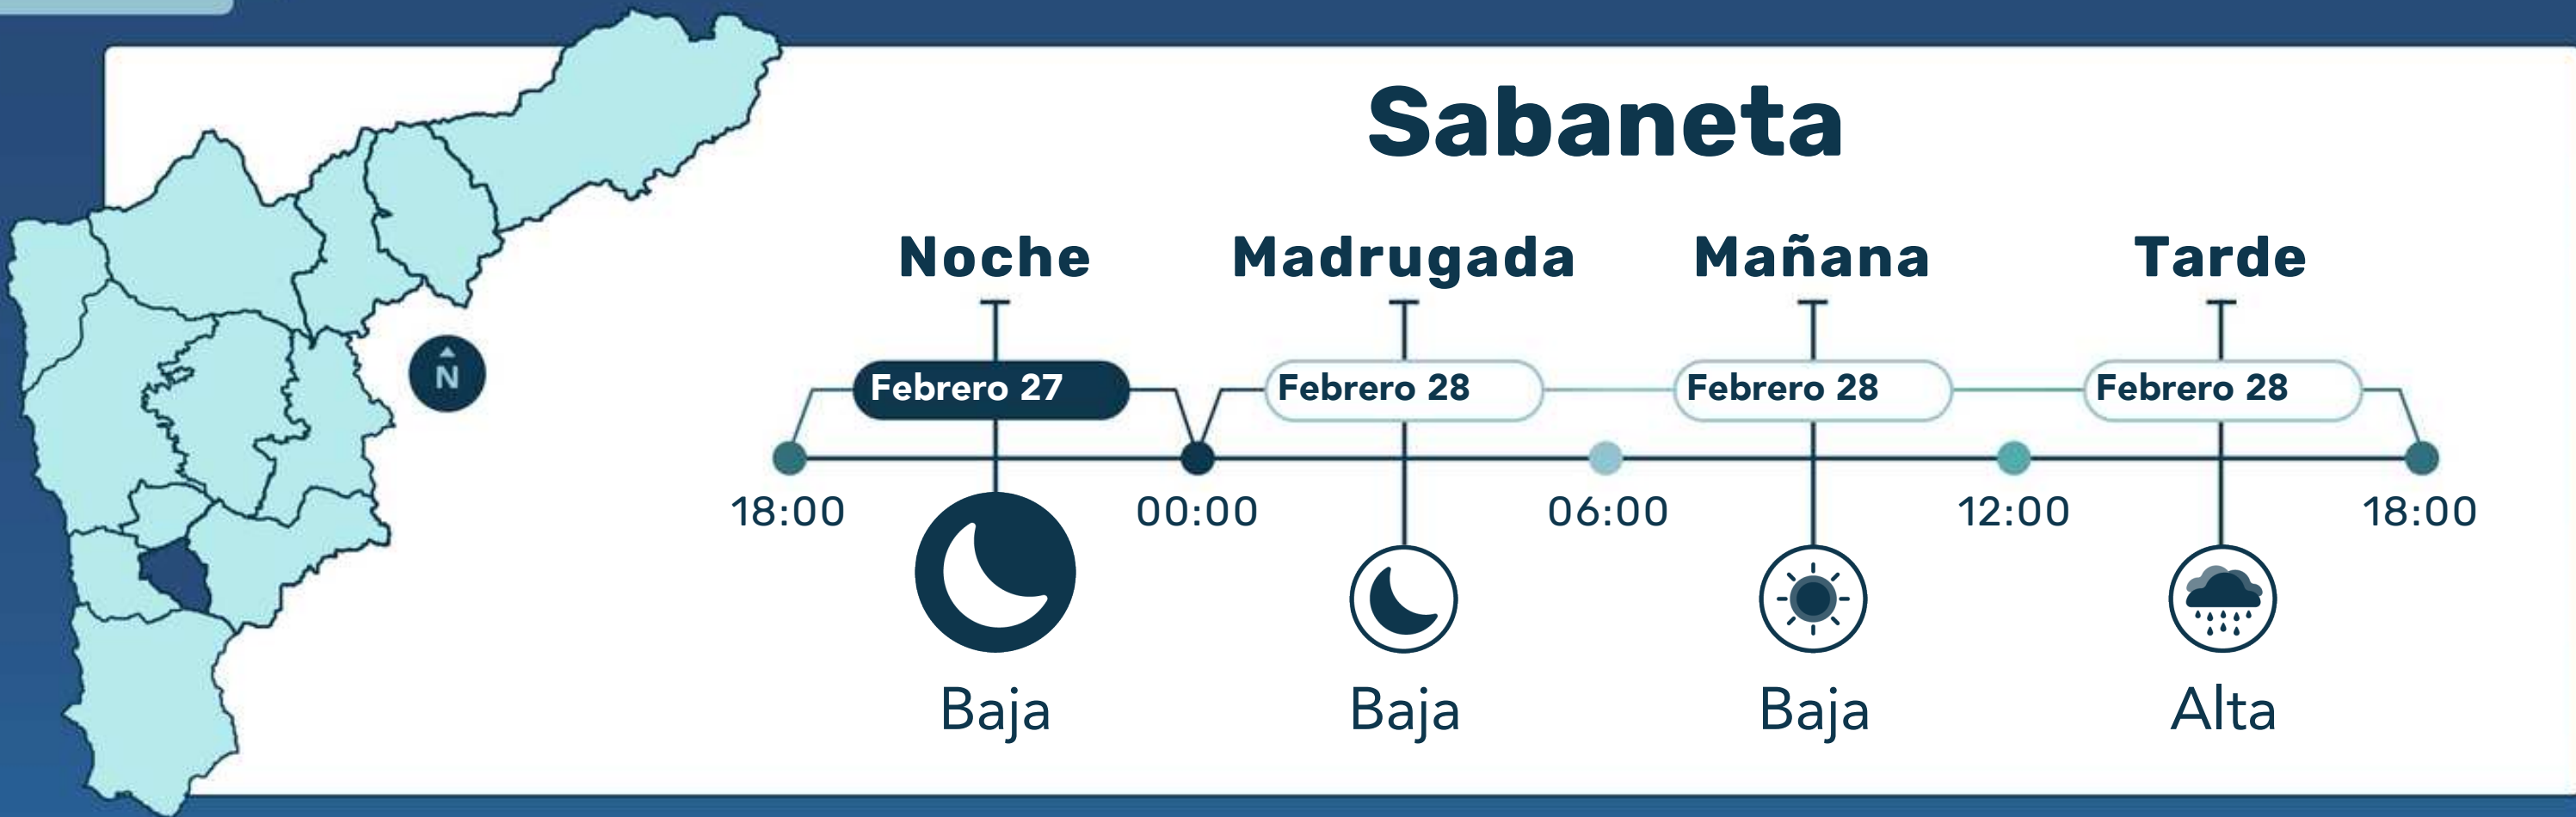 Sabaneta
Noche Madrugada Mañana Tarde
Febrero 27 Febrero 28 Febrero 28 Febrero 28
N
18:00 00:00 06:00 12:00 18:00
Baja Baja Baja Alta